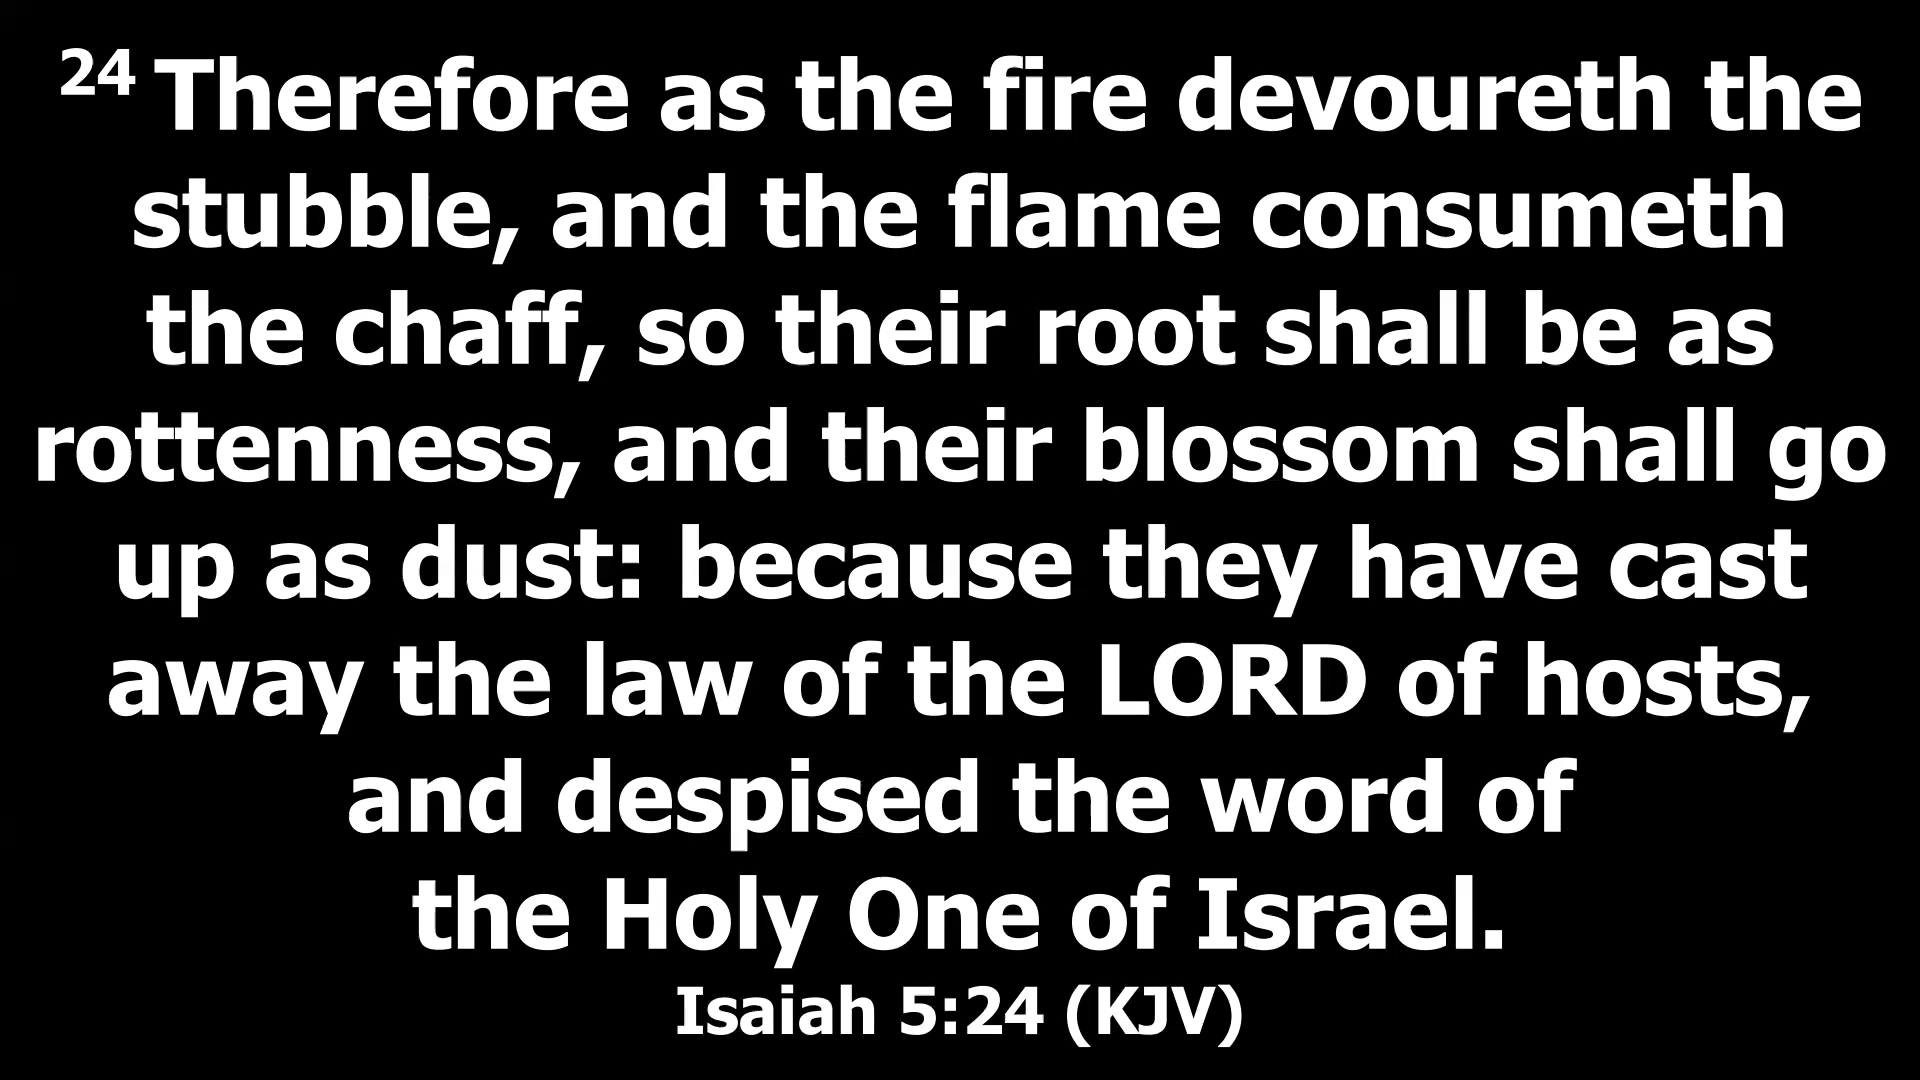 24 Therefore as the fire devoureth the
stubble, and the flame consumeth
the chaff, so their root shall be as
rottenness, and their blossom shall go
up as dust: because they have cast
away the law of the LORD of hosts,
and despised the word of
the Holy One of Israel.
Isaiah 5:24 (KJV)